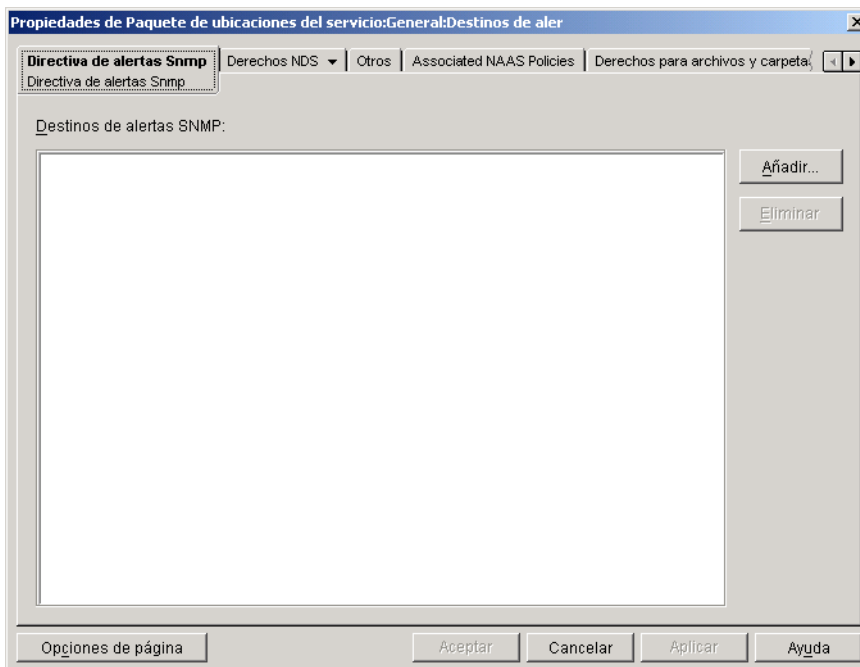 Propiedades de Paquete de ubicaciones del servicio:General:Destinos de aler
Directiva de alertas Snmp Derechos NDS Otros Associated NAAS Policies Derechos para archivos y carpeta
Directiva de alertas Snmp
Destinos de alertas SNMP:
Añadir...
Eliminar
Opciones de página Aceptar Cancelar Aplicar Ayuda